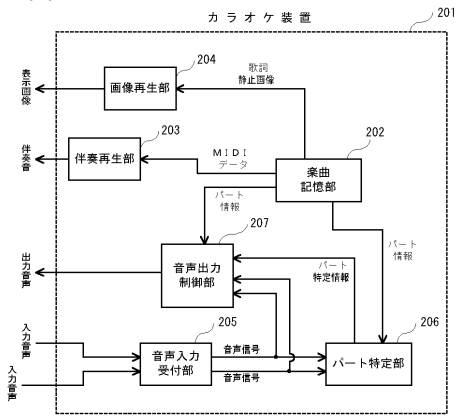 カラオケ装置
201
204
画像再生部
歌詞
静止画像
表示画像
203
伴奏再生部
MIDI
データ
伴奏音
202
楽曲
記憶部
パート
情報
207
音声出力
制御部
パート
特定情報
パート
情報
出力音声
205
音声入力
受付部
音声信号
音声信号
206
パート特定部
入力音声
入力音声